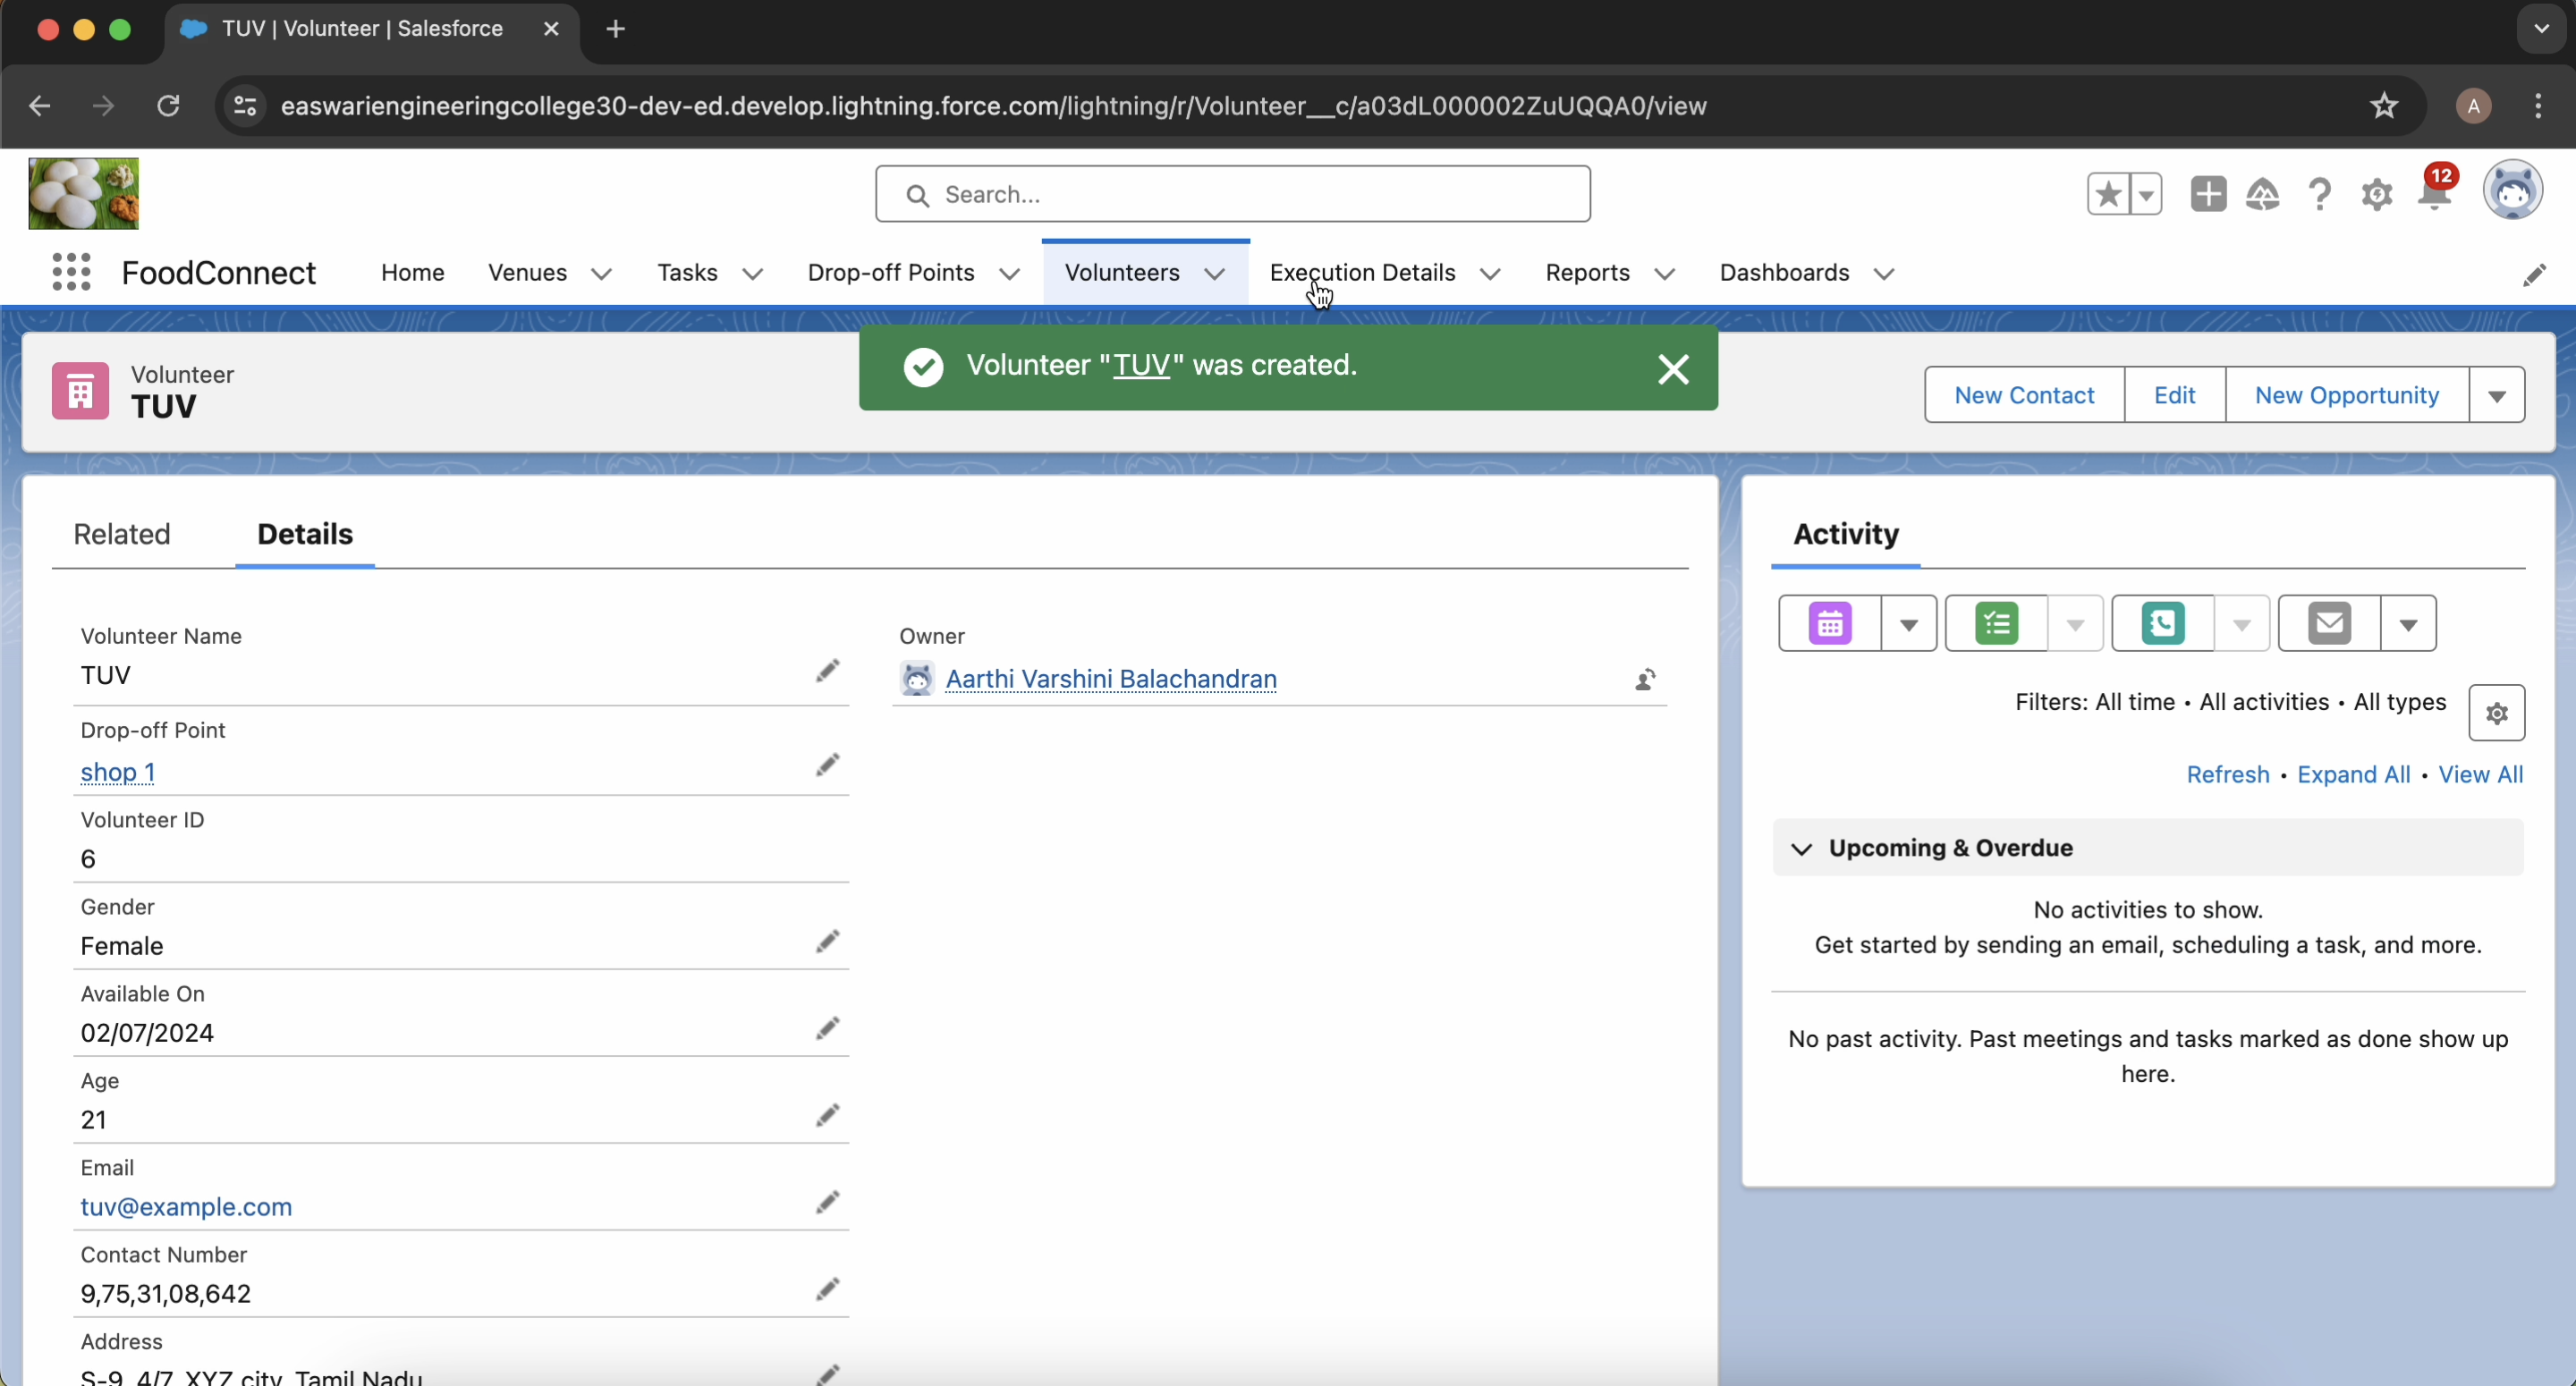 TUV | Volunteer | Salesforce
easwariengineeringcollege30-dev-ed.develop.lightning.force.com/lightning/r/Volunteer__c/a03dL000002ZuUQQA0/view
A
Search...
12
FoodConnect
Home
Venues
Tasks
Drop-off Points
Volunteers
Execution Details
Reports
Dashboards
Volunteer "TUV" was created.
Volunteer
TUV
New Contact
Edit
New Opportunity
Related
Details
Volunteer Name
TUV
Owner
Aarthi Varshini Balachandran
Drop-off Point
shop 1
Volunteer ID
6
Gender
Female
Available On
02/07/2024
Age
21
Email
tuv@example.com
Contact Number
9,75,31,08,642
Address
S-9, 4/7, XYZ city, Tamil Nadu
Activity
Filters: All time • All activities • All types
Refresh • Expand All • View All
Upcoming & Overdue
No activities to show.
Get started by sending an email, scheduling a task, and more.
No past activity. Past meetings and tasks marked as done show up
here.